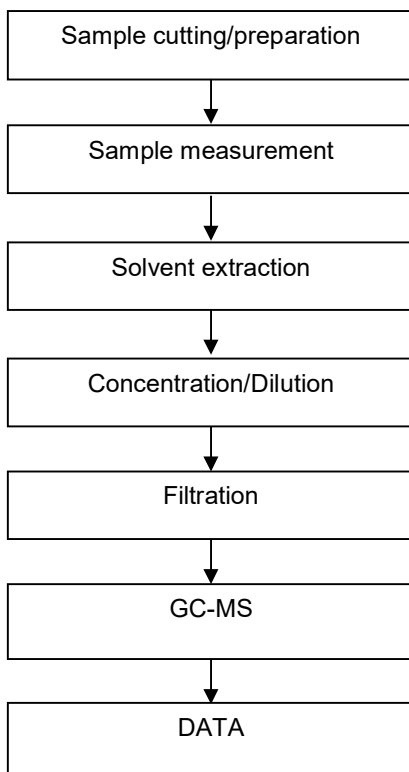 Sample cutting/preparation
Sample measurement
Solvent extraction
Concentration/Dilution
Filtration
GC-MS
DATA